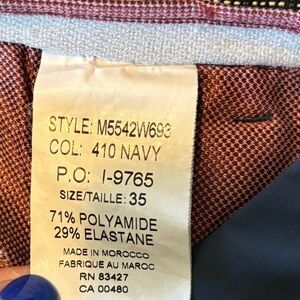 STYLE: M5542W693
COL: 410 NAVY
P.O: I-9765
SIZE/TAILLE: 35
71% POLYAMIDE
29% ELASTANE
MADE IN MOROCCO
FABRIQUE AU MAROC
RN 83427
CA 00480